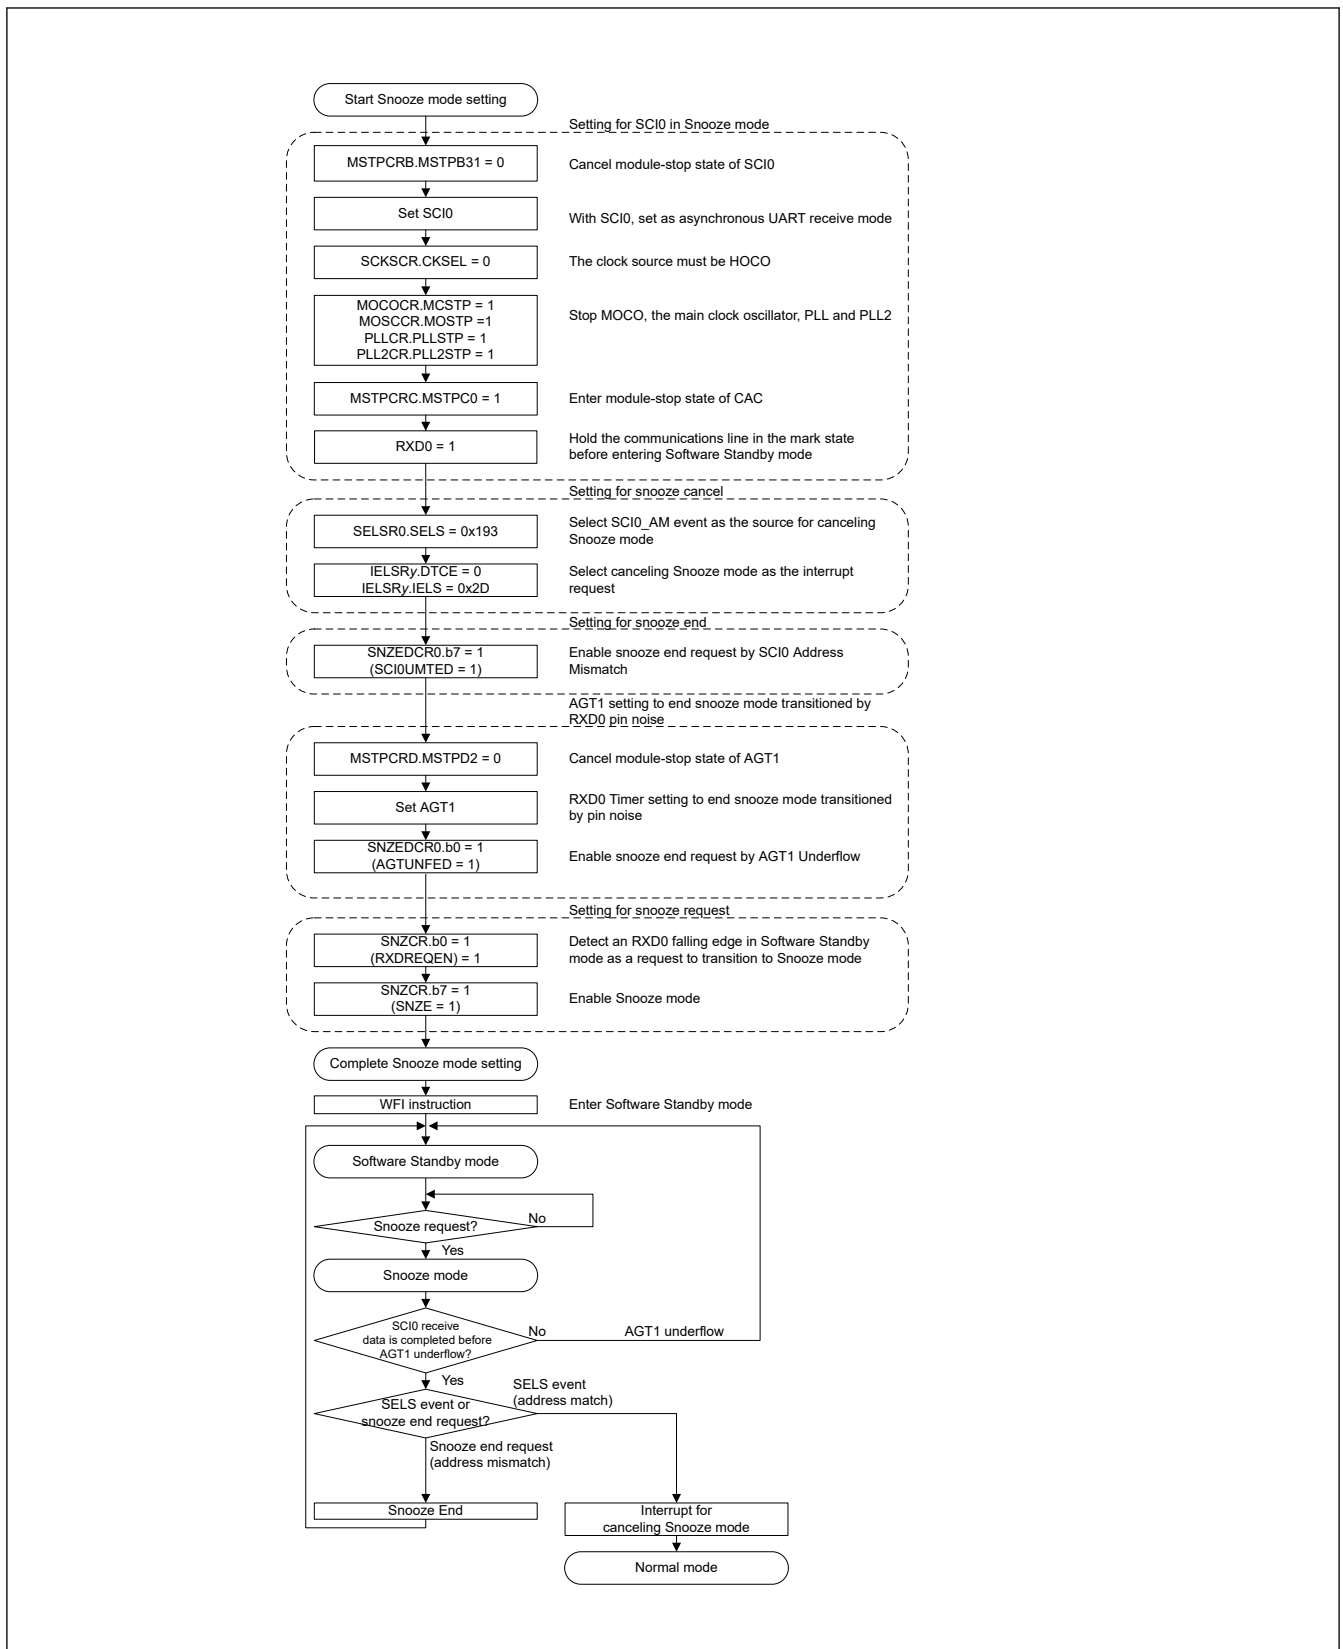 Start Snooze mode setting
Setting for SCI0 in Snooze mode
MSTPCRB.MSTPB31 = 0
Cancel module-stop state of SCI0
Set SCI0
With SCI0, set as asynchronous UART receive mode
SCKSCR.CKSEL = 0
The clock source must be HOCO
MOCOCR.MCSTP = 1
MOSCCR.MOSTP =1
PLLCR.PLLSTP = 1
PLL2CR.PLL2STP = 1
Stop MOCO, the main clock oscillator, PLL and PLL2
MSTPCRC.MSTPC0 = 1
Enter module-stop state of CAC
RXD0 = 1
Hold the communications line in the mark state
before entering Software Standby mode
Setting for snooze cancel
SELSR0.SELS = 0x193
Select SCI0_AM event as the source for canceling
Snooze mode
IELSRy.DTCE = 0
IELSRy.IELS = 0x2D
Select canceling Snooze mode as the interrupt
request
Setting for snooze end
SNZEDCR0.b7 = 1
(SCI0UMTED = 1)
Enable snooze end request by SCI0 Address
Mismatch
AGT1 setting to end snooze mode transitioned by
RXD0 pin noise
MSTPCRD.MSTPD2 = 0
Cancel module-stop state of AGT1
Set AGT1
RXD0 Timer setting to end snooze mode transitioned
by pin noise
SNZEDCR0.b0 = 1
(AGTUNFED = 1)
Enable snooze end request by AGT1 Underflow
Setting for snooze request
SNZCR.b0 = 1
(RXDREQEN) = 1
Detect an RXD0 falling edge in Software Standby
mode as a request to transition to Snooze mode
SNZCR.b7 = 1
(SNZE = 1)
Enable Snooze mode
Complete Snooze mode setting
WFI instruction
Enter Software Standby mode
Software Standby mode
Snooze request?
No
Yes
Snooze mode
SCI0 receive
data is completed before
AGT1 underflow?
No
AGT1 underflow
Yes
SELS event or
snooze end request?
SELS event
(address match)
Snooze end request
(address mismatch)
Snooze End
Interrupt for
canceling Snooze mode
Normal mode